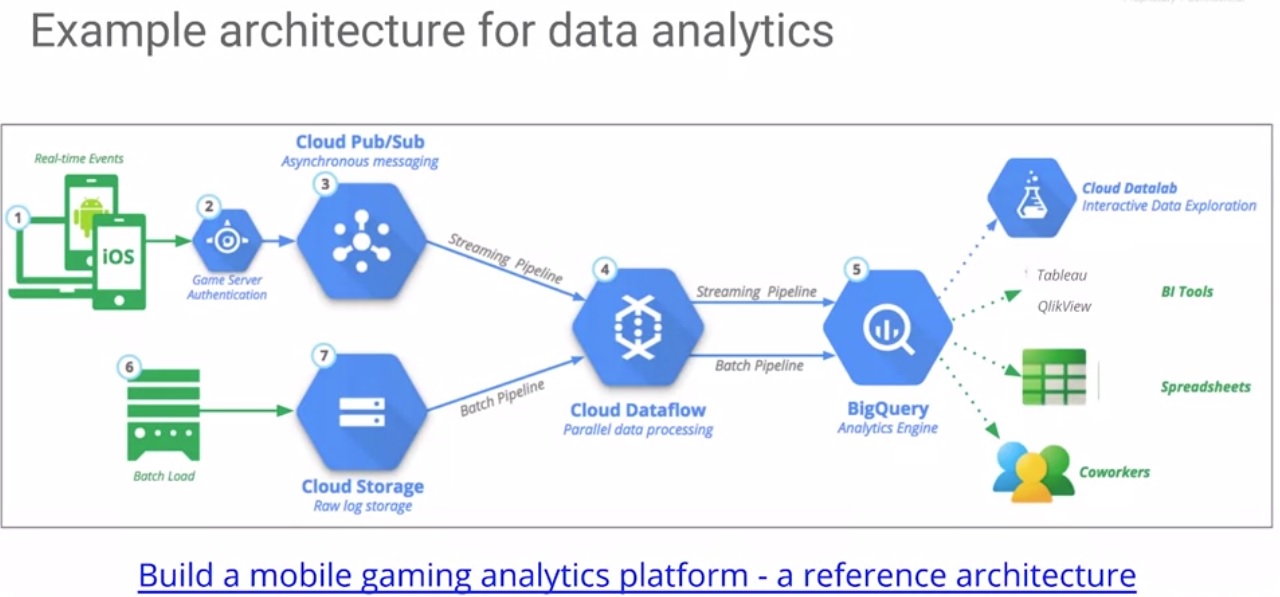 Example architecture for data analytics
Real-time Events
1
iOS
2
Game Server
Authentication
Cloud Pub/Sub
Asynchronous messaging
3
Streaming Pipeline
6
Batch Load
7
Cloud Storage
Raw log storage
Batch Pipeline
4
Cloud Dataflow
Parallel data processing
Streaming Pipeline
Batch Pipeline
5
BigQuery
Analytics Engine
Cloud Datalab
Interactive Data Exploration
Tableau
QlikView
BI Tools
Spreadsheets
Coworkers
Build a mobile gaming analytics platform - a reference architecture